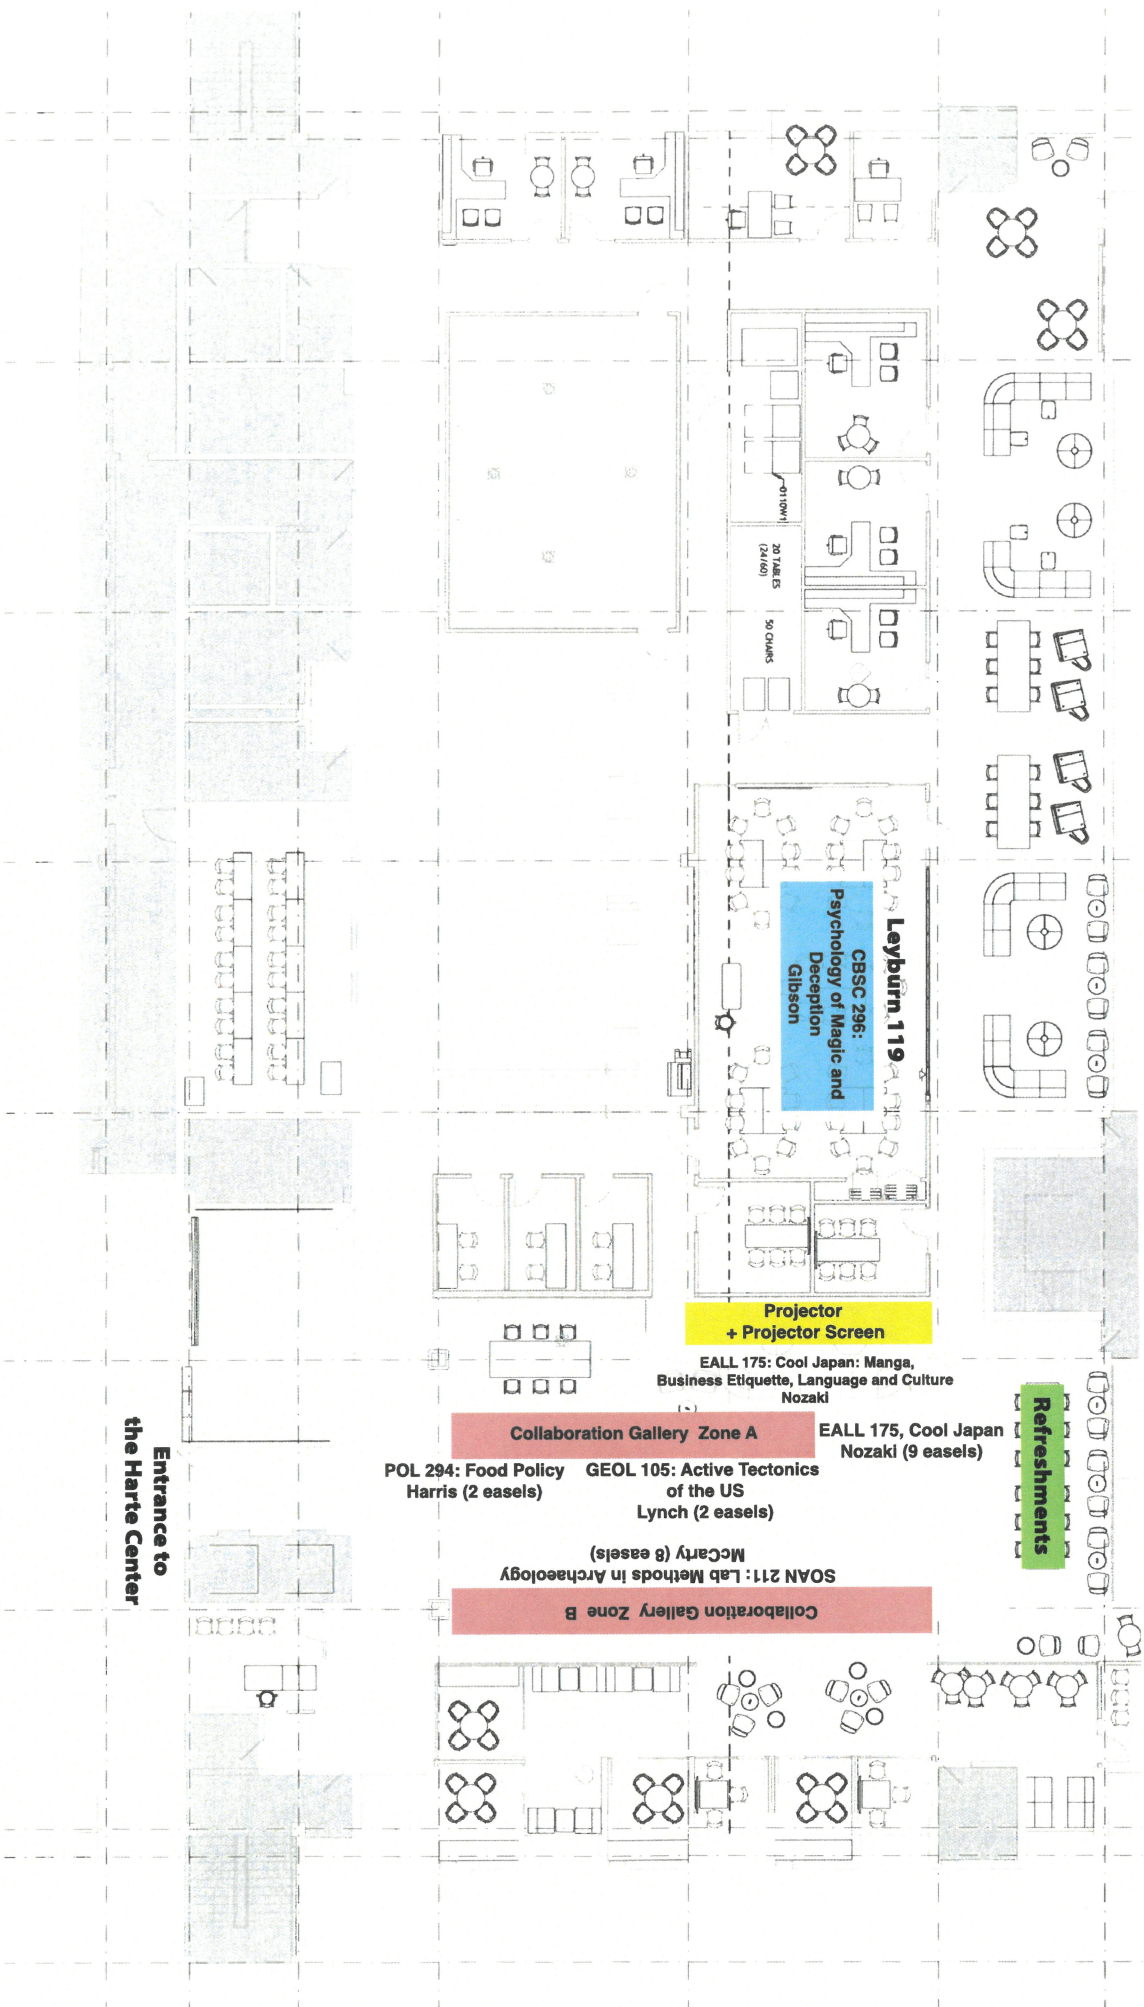 0110W1
20 TABLES
(24/60)
50 CHAIRS
Leyburn 119
CBSC 296:
Psychology of Magic and
Deception
Gibson
Projector
+ Projector Screen
EALL 175: Cool Japan: Manga,
Business Etiquette, Language and Culture
Nozaki
Collaboration Gallery Zone A
EALL 175, Cool Japan
Nozaki (9 easels)
Refreshments
POL 294: Food Policy
Harris (2 easels)
GEOL 105: Active Tectonics
of the US
Lynch (2 easels)
Entrance to
the Harte Center
SOAN 211: Lab Methods in Archaeology
McCarty (8 easels)
Collaboration Gallery Zone B